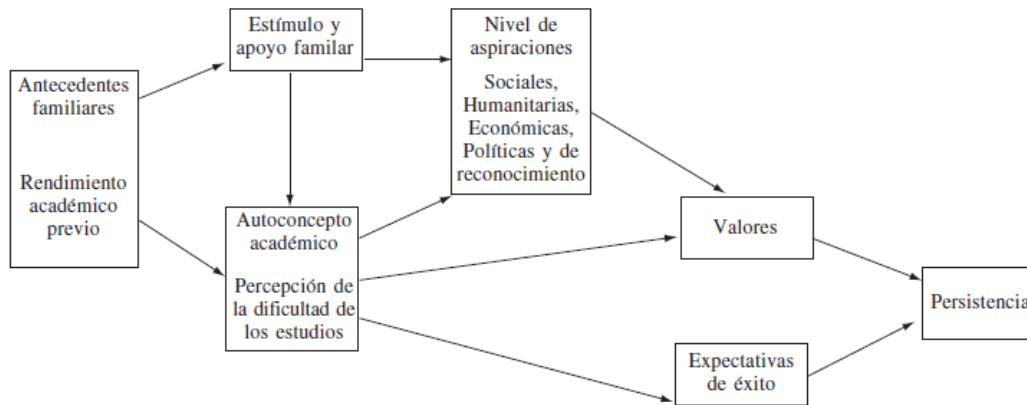 Antecedentes
familiares
Rendimiento
académico
previo
Estímulo y
apoyo familar
Autoconcepto
académico
Percepción de
la dificultad de
los estudios
Nivel de
aspiraciones
Sociales,
Humanitarias,
Económicas,
Políticas y de
reconocimiento
Valores
Expectativas
de éxito
Persistencia